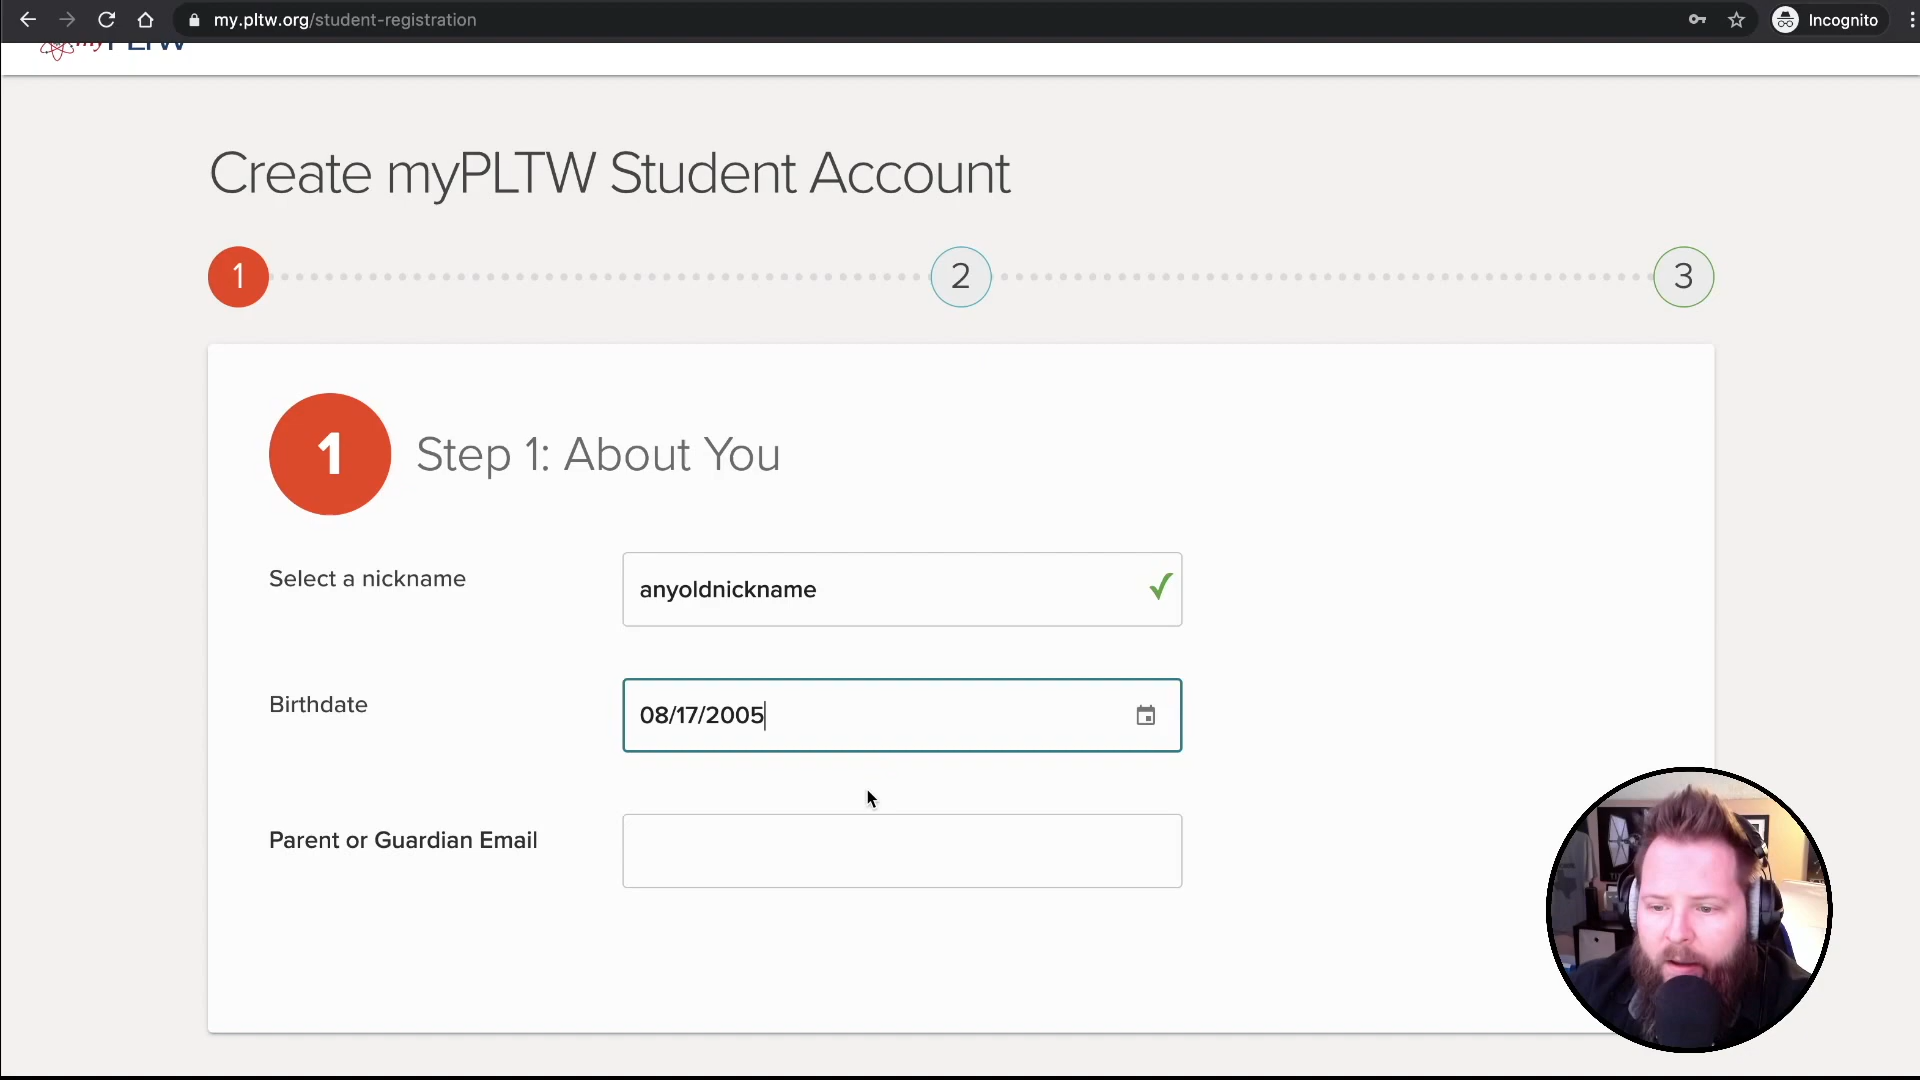 my.pltw.org/student-registration
Incognito
myPLTW
Create myPLTW Student Account
1
2
3
1
Step 1: About You
Select a nickname
anyoldnickname
Birthdate
08/17/2005
Parent or Guardian Email